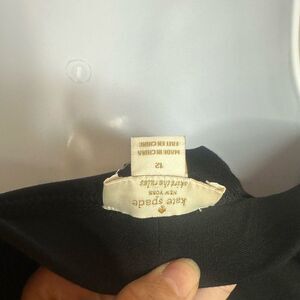 kate spade
NEW YORK
skirt the rules
12
MADE IN CHINA
FAIT EN CHINE